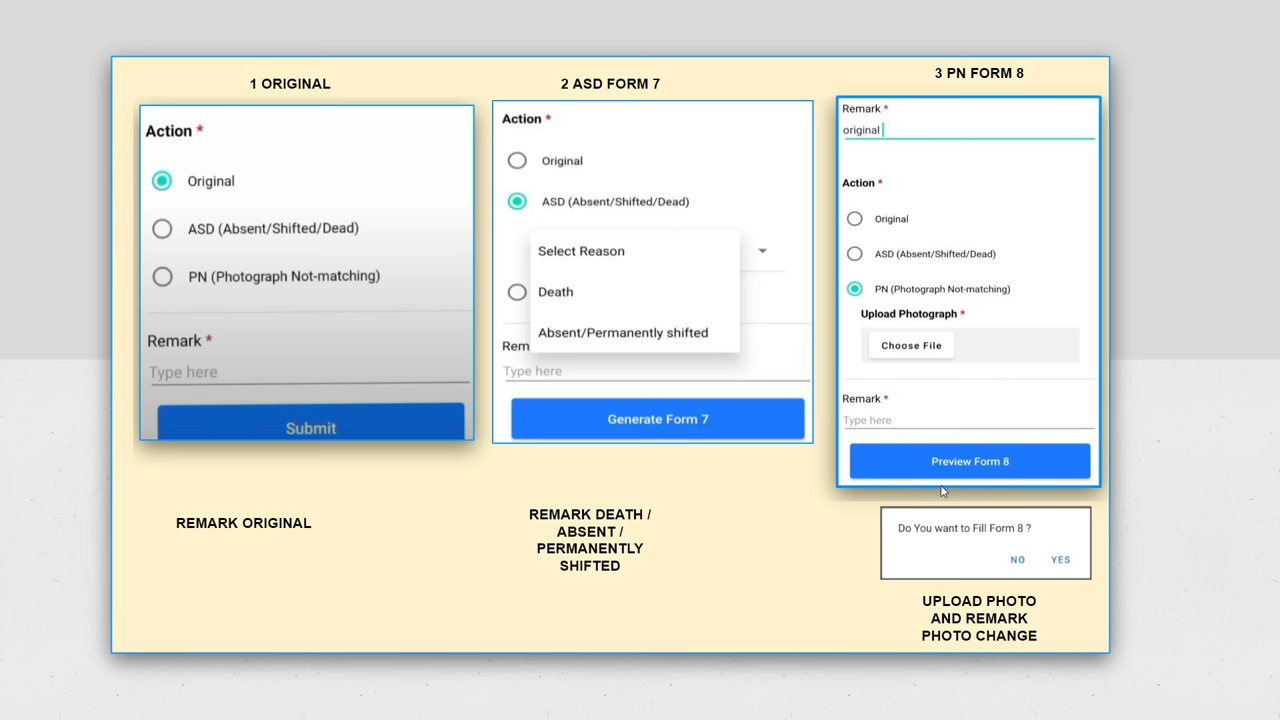 1 ORIGINAL
Action *
Original
ASD (Absent/Shifted/Dead)
PN (Photograph Not-matching)
Remark *
Type here
Submit
REMARK ORIGINAL
2 ASD FORM 7
Action *
Original
ASD (Absent/Shifted/Dead)
Select Reason
Death
Absent/Permanently shifted
Rem
Type here
Generate Form 7
REMARK DEATH /
ABSENT /
PERMANENTLY
SHIFTED
3 PN FORM 8
Remark *
original
Action *
Original
ASD (Absent/Shifted/Dead)
PN (Photograph Not-matching)
Upload Photograph *
Choose File
Remark *
Type here
Preview Form 8
Do You want to Fill Form 8 ?
NO YES
UPLOAD PHOTO
AND REMARK
PHOTO CHANGE